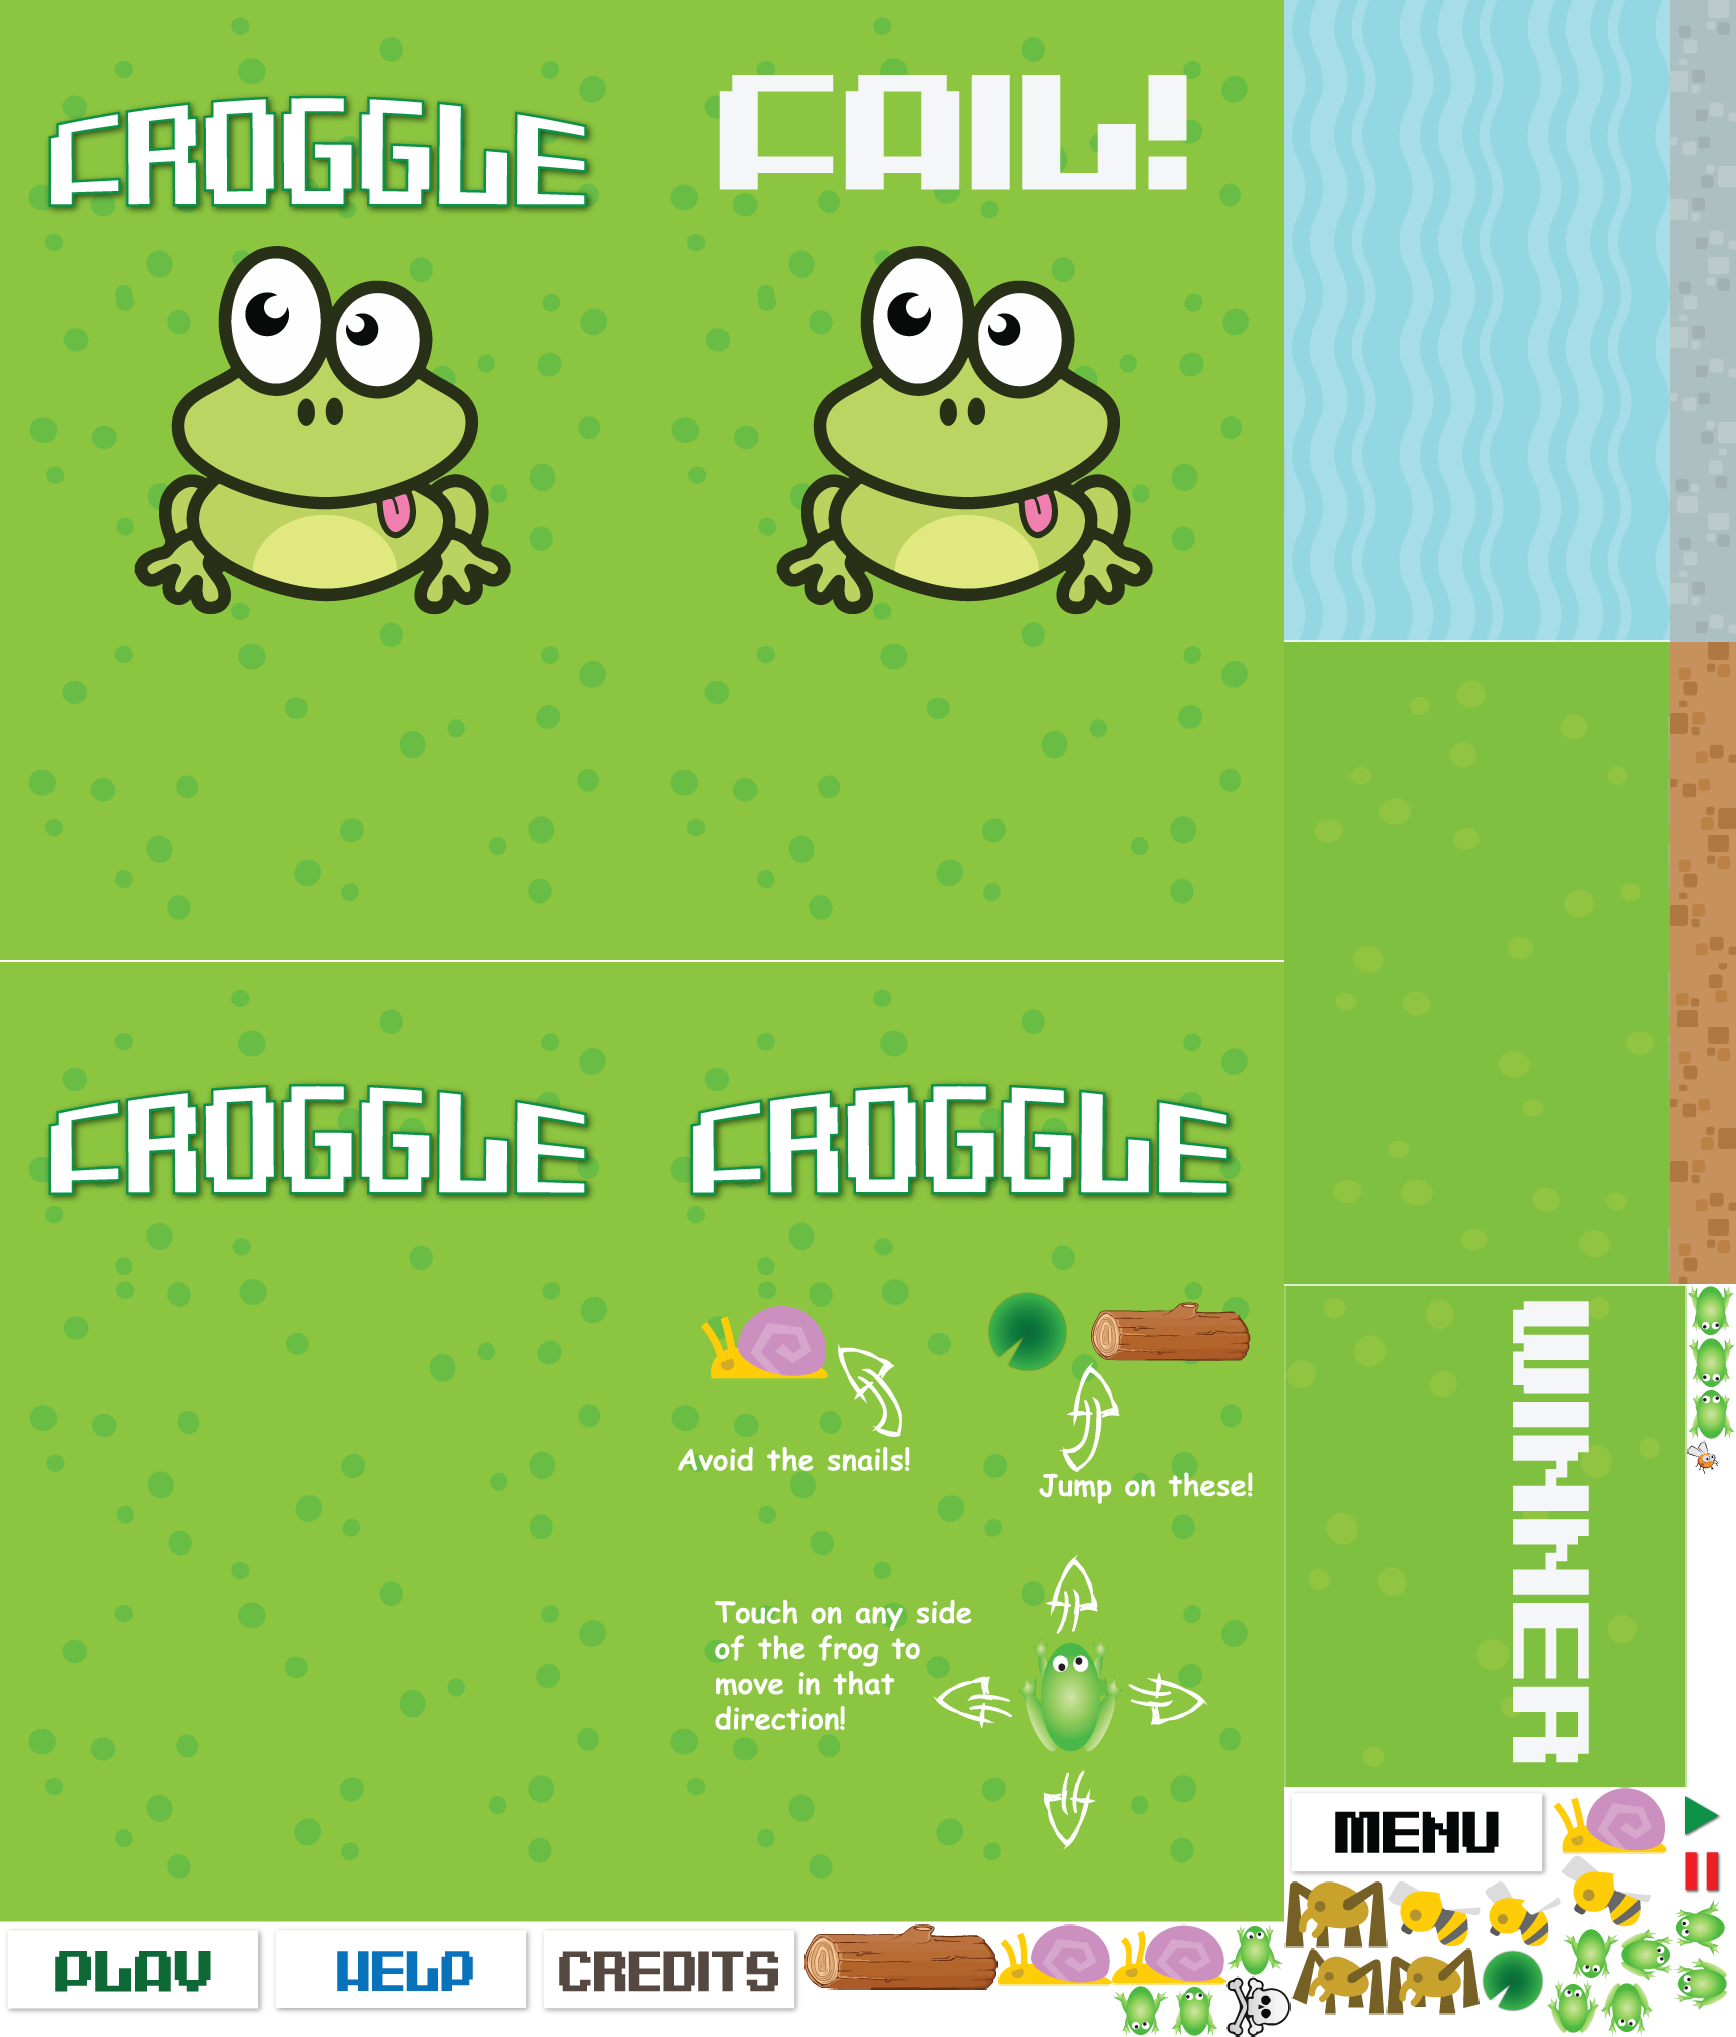 FROGGLE
FAIL!
FROGGLE
FROGGLE
Avoid the snails!
Jump on these!
Touch on any side
of the frog to
move in that
direction!
WINNER
MENU
PLAY
HELP
CREDITS